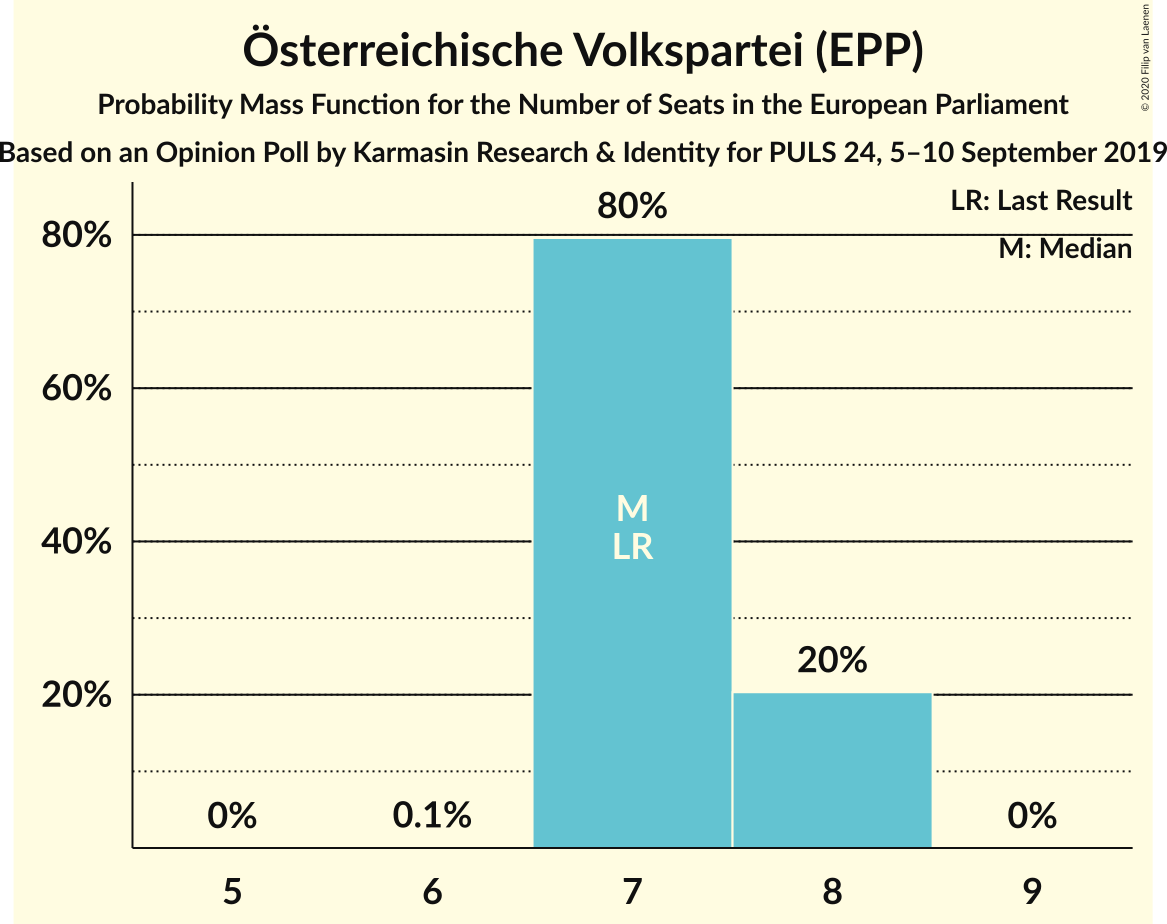 Österreichische Volkspartei (EPP)
Probability Mass Function for the Number of Seats in the European Parliament
Based on an Opinion Poll by Karmasin Research & Identity for PULS 24, 5–10 September 2019
© 2020 Filip van Laenen
LR: Last Result
M: Median
80%
60%
40%
20%
0%
0.1%
80%
M
LR
20%
0%
5
6
7
8
9